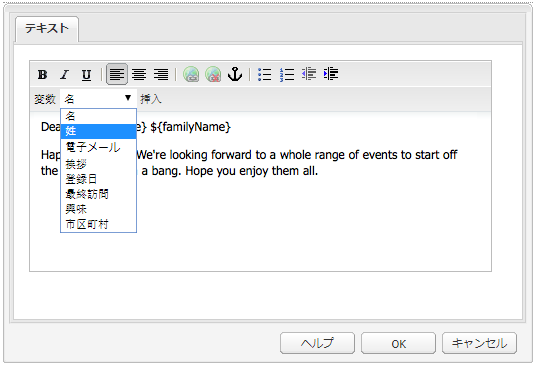 テキスト
B I U
変数 名 挿入
名
姓
電子メール
挨拶
登録日
最終訪問
興味
市区町村
Dea e} ${familyName}
Hap We're looking forward to a whole range of events to start off
the a bang. Hope you enjoy them all.
ヘルプ OK キャンセル